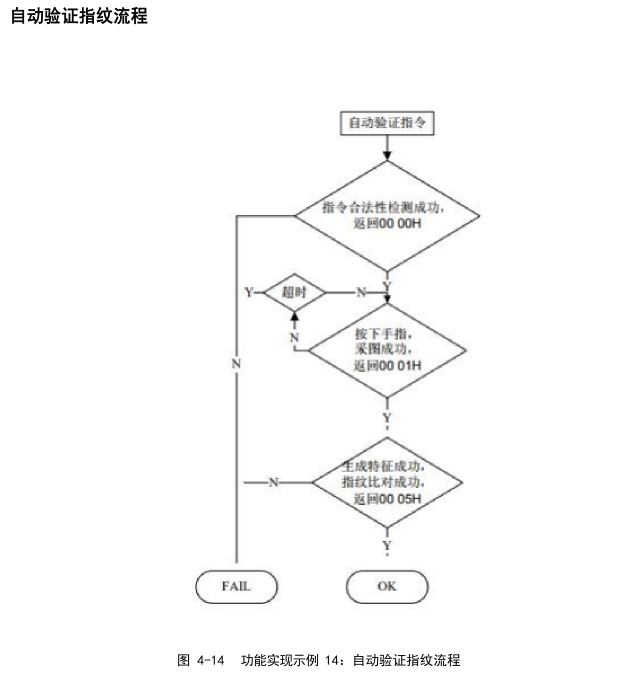 自动验证指纹流程
自动验证指令
指令合法性检测成功,
返回00 00H
Y
Y
超时
N
按下手指,
采图成功,
返回00 01H
N
N
Y
生成特征成功,
指纹比对成功,
返回00 05H
N
Y
FAIL
OK
图 4-14 功能实现示例 14: 自动验证指纹流程